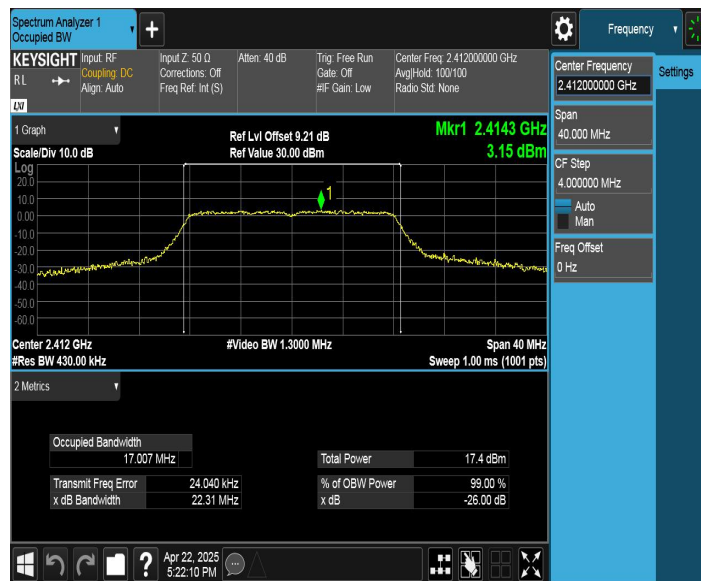 Spectrum Analyzer 1
Occupied BW
+
Frequency
KEYSIGHT
RL
LXI
Input: RF
Coupling: DC
Align: Auto
Input Z: 50 Ω
Corrections: Off
Freq Ref: Int (S)
Atten: 40 dB
Trig: Free Run
Gate: Off
#IF Gain: Low
Center Freq: 2.412000000 GHz
Avg|Hold: 100/100
Radio Std: None
Center Frequency
2.412000000 GHz
Settings
Span
40.000 MHz
CF Step
4.000000 MHz
Auto
Man
Freq Offset
0 Hz
1 Graph
Scale/Div 10.0 dB
Ref Lvl Offset 9.21 dB
Ref Value 30.00 dBm
Mkr1 2.4143 GHz
3.15 dBm
Log
20.0
10.0
0.00
-10.0
-20.0
-30.0
-40.0
-50.0
-60.0
1
Center 2.412 GHz
#Video BW 1.3000 MHz
Span 40 MHz
#Res BW 430.00 kHz
Sweep 1.00 ms (1001 pts)
2 Metrics
Occupied Bandwidth
17.007 MHz
Total Power 17.4 dBm
Transmit Freq Error 24.040 kHz
% of OBW Power 99.00 %
x dB Bandwidth 22.31 MHz
x dB -26.00 dB
?
Apr 22, 2025
5:22:10 PM